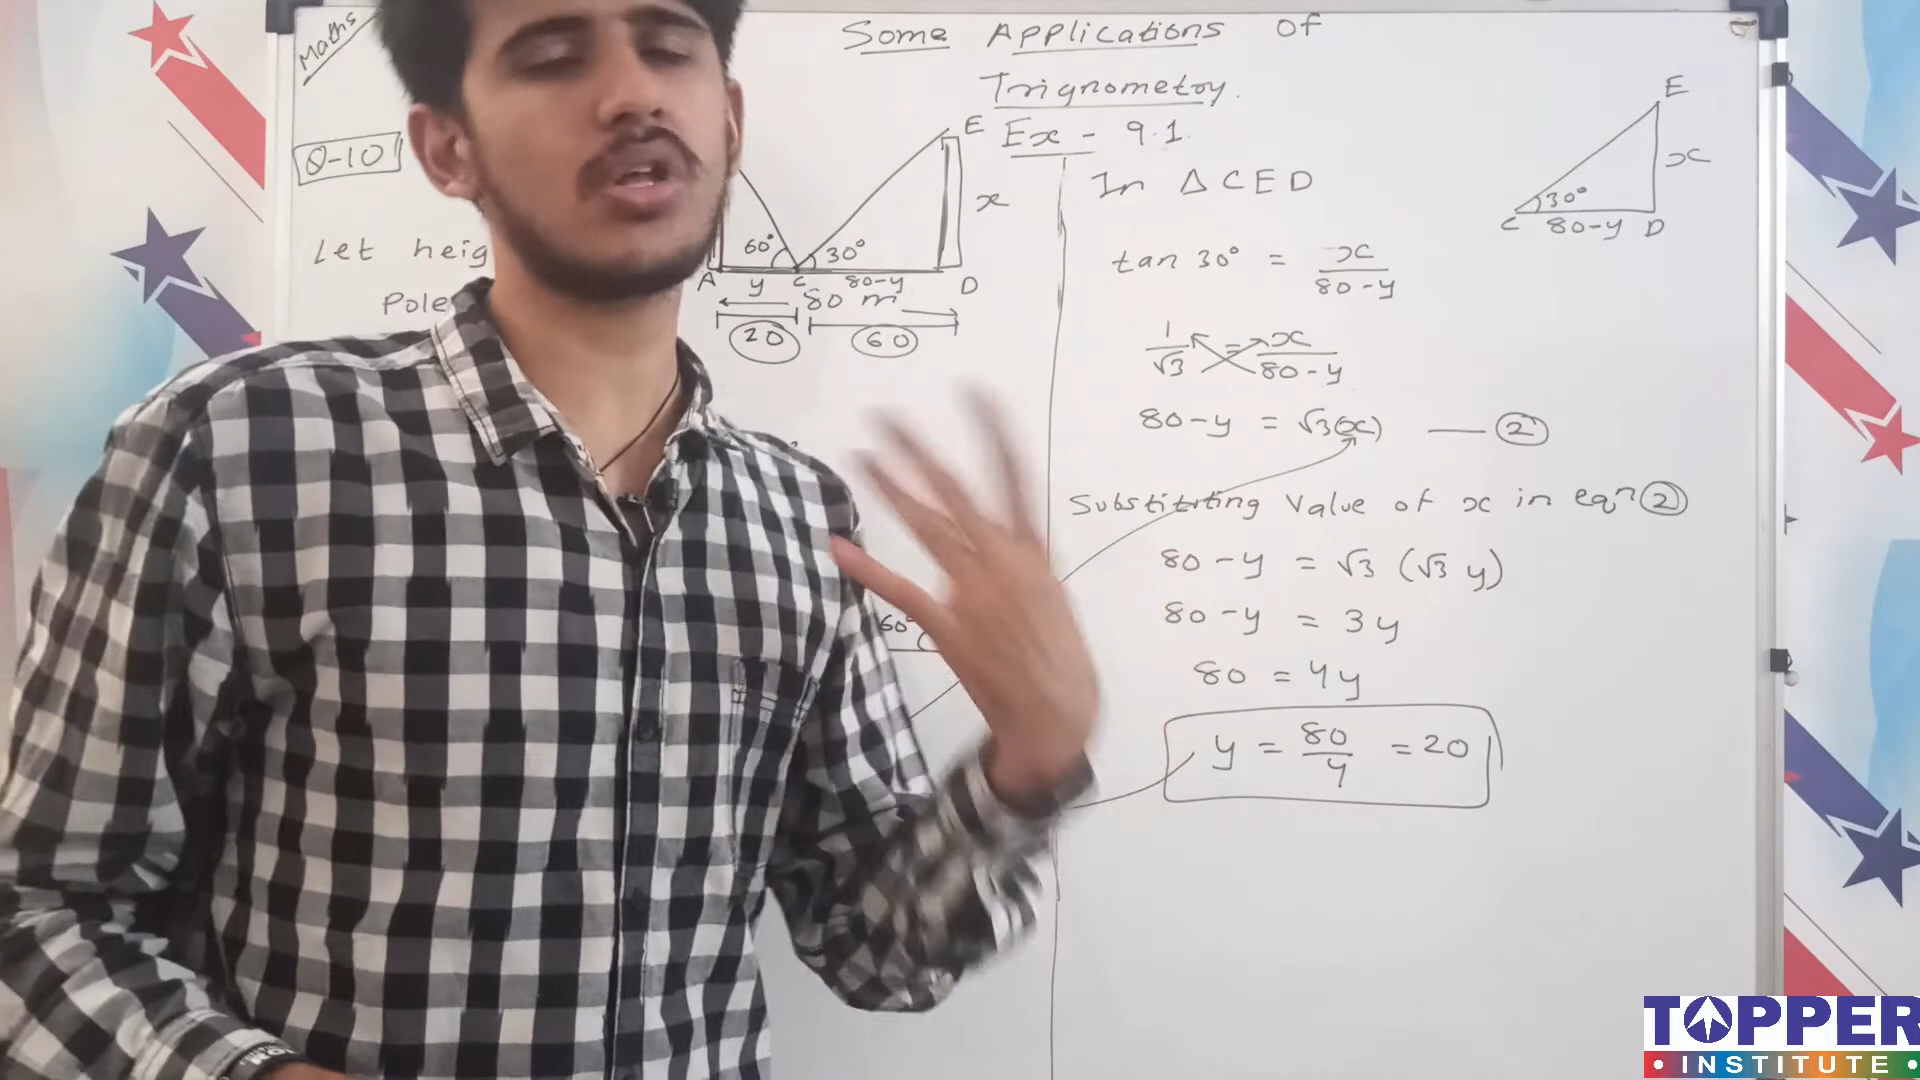 Maths
Some Applications Of
Trignometry.
Ex - 9.1
Q-10
Let heig
Pole
E
x
60° 30°
A y C 80-y D
80 m
20 60
60°
In Δ CED
tan 30° = x / 80-y
1/√3 = x / 80-y
80-y = √3(x) — 2
Substituting Value of x in eqn 2
80-y = √3 (√3 y)
80-y = 3y
80 = 4y
y = 80/4 = 20
E
x
30°
C 80-y D
TOPPER
INSTITUTE